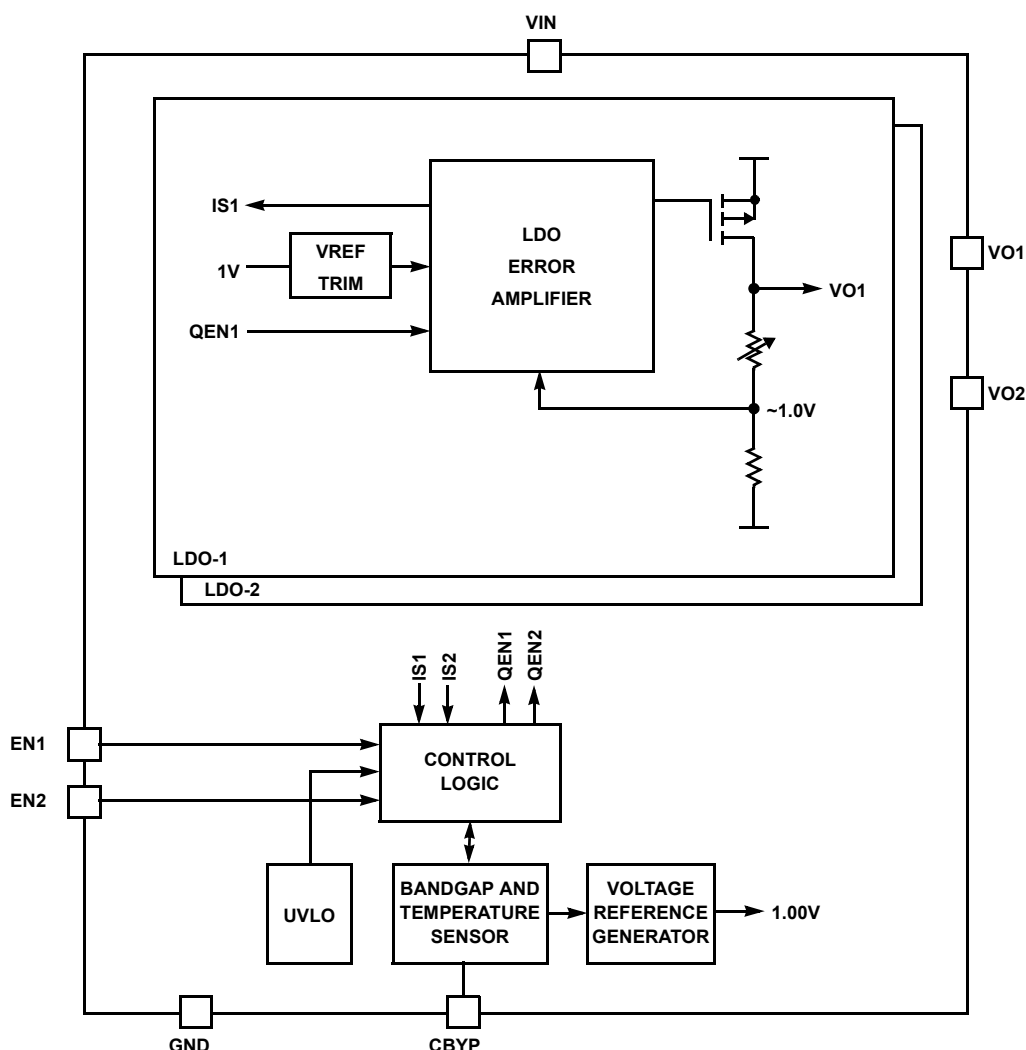 VIN
IS1
1V
VREF
TRIM
QEN1
LDO
ERROR
AMPLIFIER
VO1
~1.0V
LDO-1
LDO-2
VO1
VO2
IS1
IS2
QEN1
QEN2
EN1
EN2
CONTROL
LOGIC
UVLO
BANDGAP AND
TEMPERATURE
SENSOR
VOLTAGE
REFERENCE
GENERATOR
1.00V
GND
CBYP